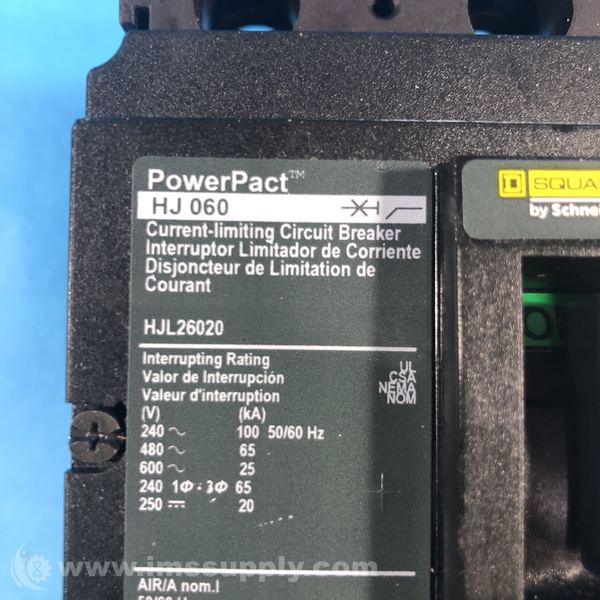 PowerPact™
HJ 060
Current-limiting Circuit Breaker
Interruptor Limitador de Corriente
Disjoncteur de Limitation de
Courant
HJL26020
Interrupting Rating
Valor de Interrupción
Valeur d'interruption
(V) (kA)
240 ~ 100 50/60 Hz
480 ~ 65
600 ~ 25
240 1Φ - 3Φ 65
250 ⎓ 20
UL
CSA
NEMA
NOM
AIR/A nom.I
SQUA
by Schne
www.imssupply.com